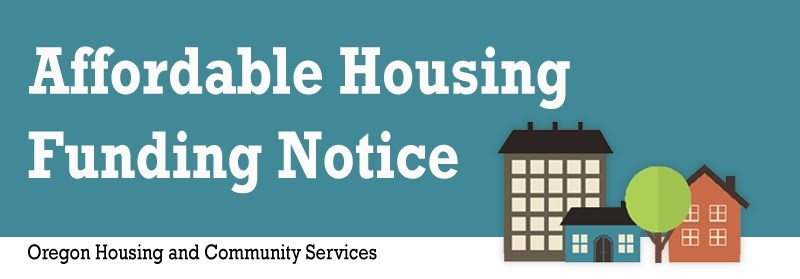 Affordable Housing
Funding Notice
Oregon Housing and Community Services